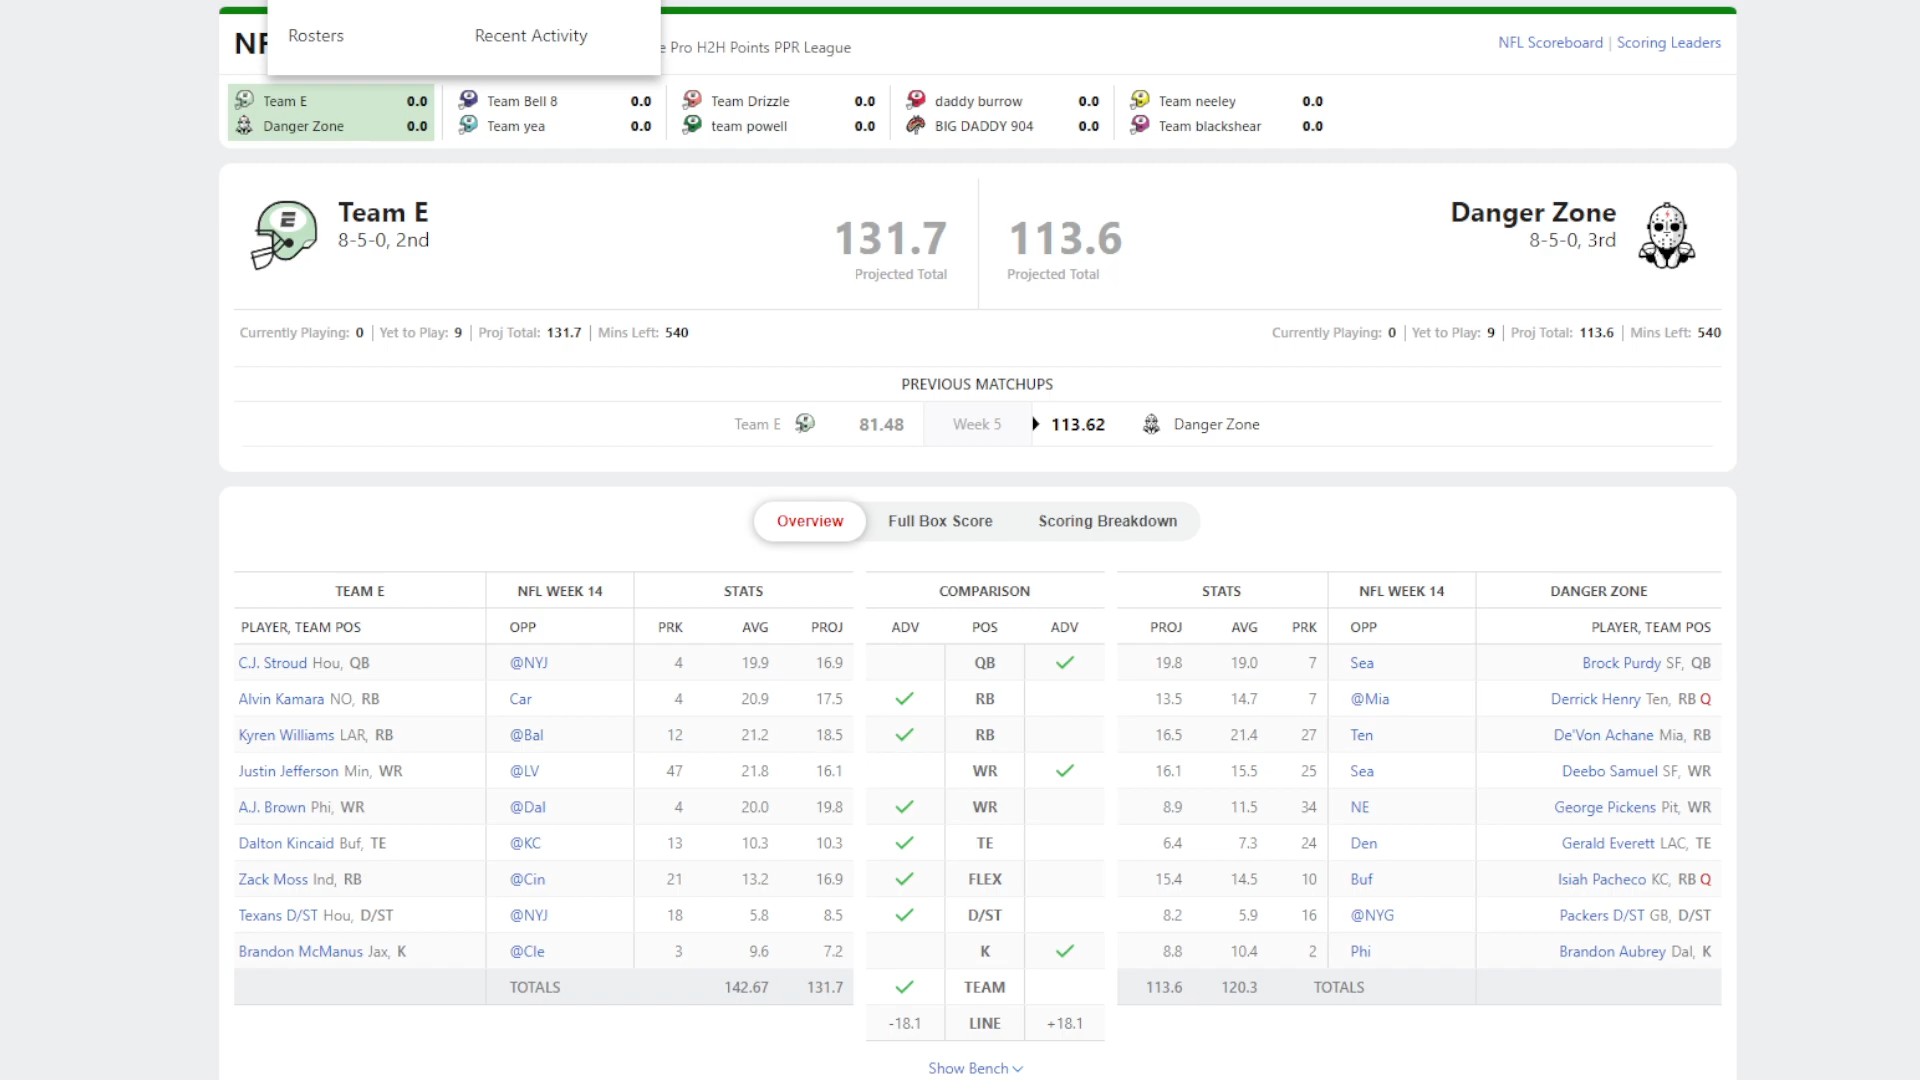 Rosters Recent Activity
e Pro H2H Points PPR League
NFL Scoreboard | Scoring Leaders
Team E 0.0 Team Bell 8 0.0 Team Drizzle 0.0 daddy burrow 0.0 Team neeley 0.0
Danger Zone 0.0 Team yea 0.0 team powell 0.0 BIG DADDY 904 0.0 Team blackshear 0.0
Team E 131.7 113.6 Danger Zone
8-5-0, 2nd Projected Total Projected Total 8-5-0, 3rd
Currently Playing: 0 | Yet to Play: 9 | Proj Total: 131.7 | Mins Left: 540 Currently Playing: 0 | Yet to Play: 9 | Proj Total: 113.6 | Mins Left: 540
PREVIOUS MATCHUPS
Team E 81.48 Week 5 113.62 Danger Zone
Overview Full Box Score Scoring Breakdown
TEAM E NFL WEEK 14 STATS COMPARISON STATS NFL WEEK 14 DANGER ZONE
PLAYER, TEAM POS OPP PRK AVG PROJ ADV POS ADV PROJ AVG PRK OPP PLAYER, TEAM POS
C.J. Stroud Hou, QB @NYJ 4 19.9 16.9 QB 19.8 19.0 7 Sea Brock Purdy SF, QB
Alvin Kamara NO, RB Car 4 20.9 17.5 RB 13.5 14.7 7 @Mia Derrick Henry Ten, RB Q
Kyren Williams LAR, RB @Bal 12 21.2 18.5 RB 16.5 21.4 27 Ten De'Von Achane Mia, RB
Justin Jefferson Min, WR @LV 47 21.8 16.1 WR 16.1 15.5 25 Sea Deebo Samuel SF, WR
A.J. Brown Phi, WR @Dal 4 20.0 19.8 WR 8.9 11.5 34 NE George Pickens Pit, WR
Dalton Kincaid Buf, TE @KC 13 10.3 10.3 TE 6.4 7.3 24 Den Gerald Everett LAC, TE
Zack Moss Ind, RB @Cin 21 13.2 16.9 FLEX 15.4 14.5 10 Buf Isiah Pacheco KC, RB Q
Texans D/ST Hou, D/ST @NYJ 18 5.8 8.5 D/ST 8.2 5.9 16 @NYG Packers D/ST GB, D/ST
Brandon McManus Jax, K @Cle 3 9.6 7.2 K 8.8 10.4 2 Phi Brandon Aubrey Dal, K
TOTALS 142.67 131.7 TEAM 113.6 120.3 TOTALS
-18.1 LINE +18.1
Show Bench